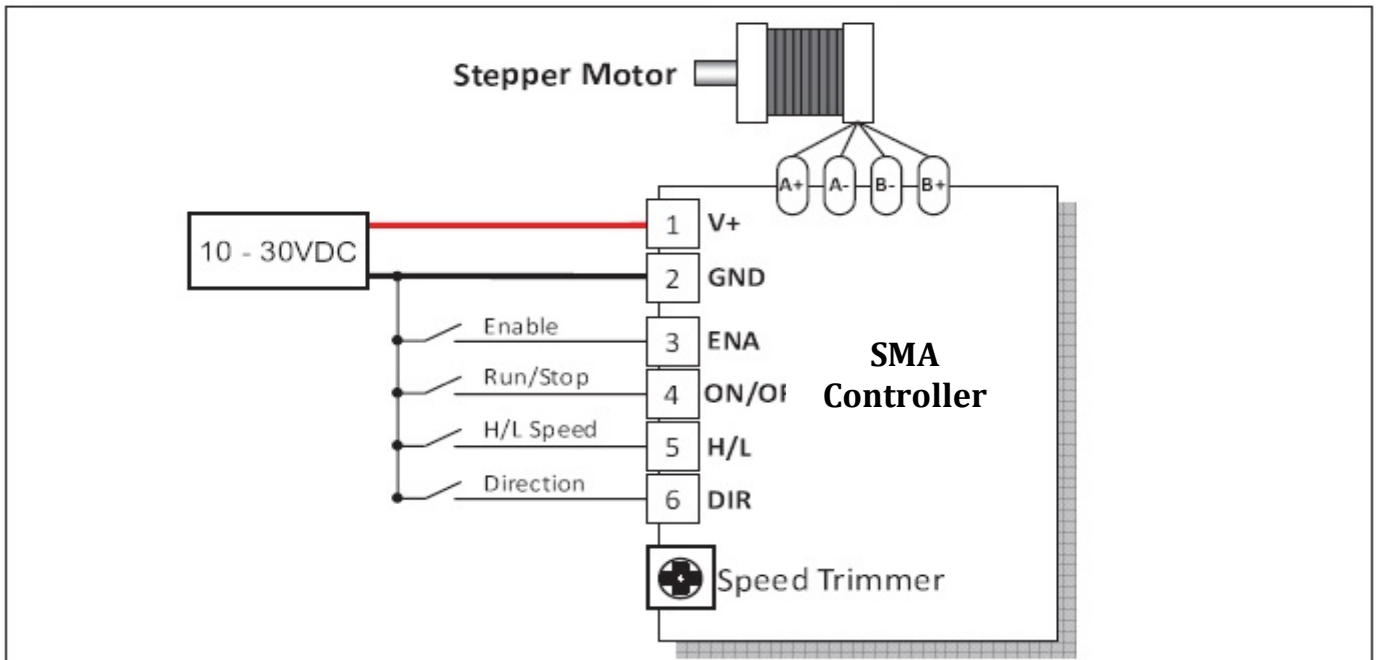 Stepper Motor
A+ A- B- B+
10 - 30VDC
1 V+
2 GND
Enable 3 ENA
Run/Stop 4 ON/OF
H/L Speed 5 H/L
Direction 6 DIR
SMA
Controller
Speed Trimmer